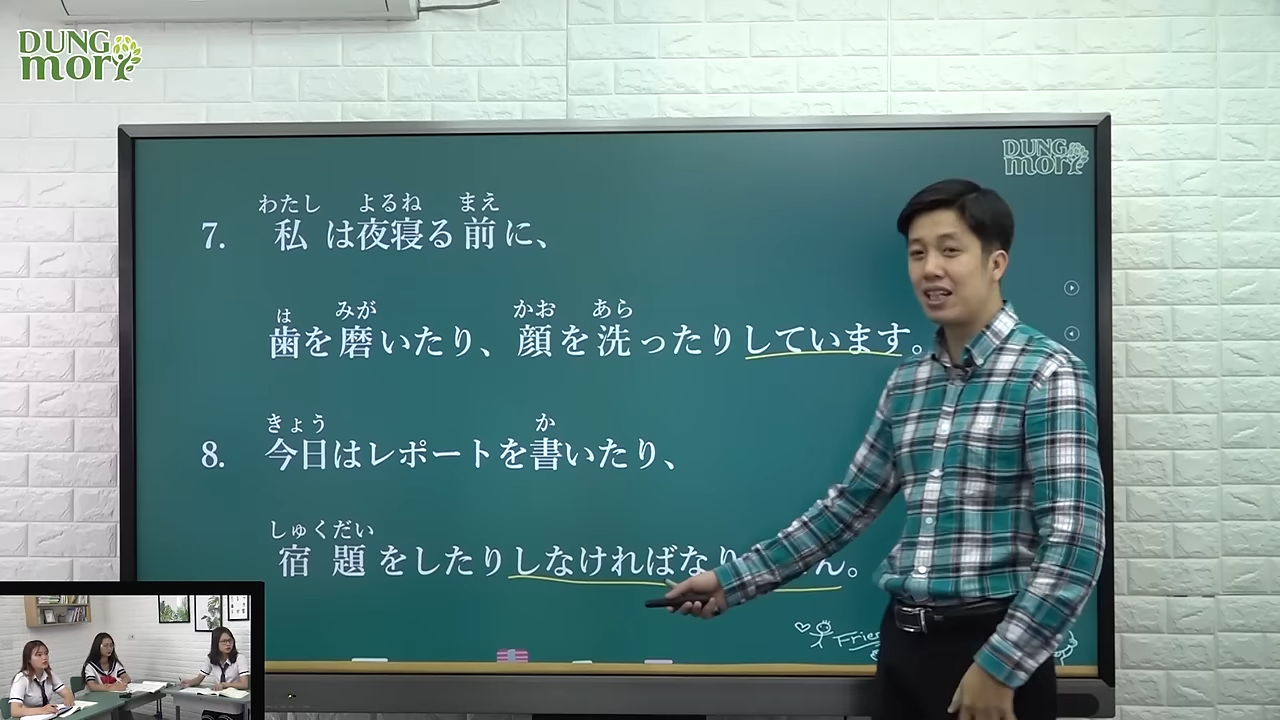 DUNG
mori
DUNG
mori
わたし よるね まえ
7. 私は夜寝る前に、
は みが かお あら
歯を磨いたり、顔を洗ったりしています。
きょう か
8. 今日はレポートを書いたり、
しゅくだい
宿題をしたりしなければなり ん。